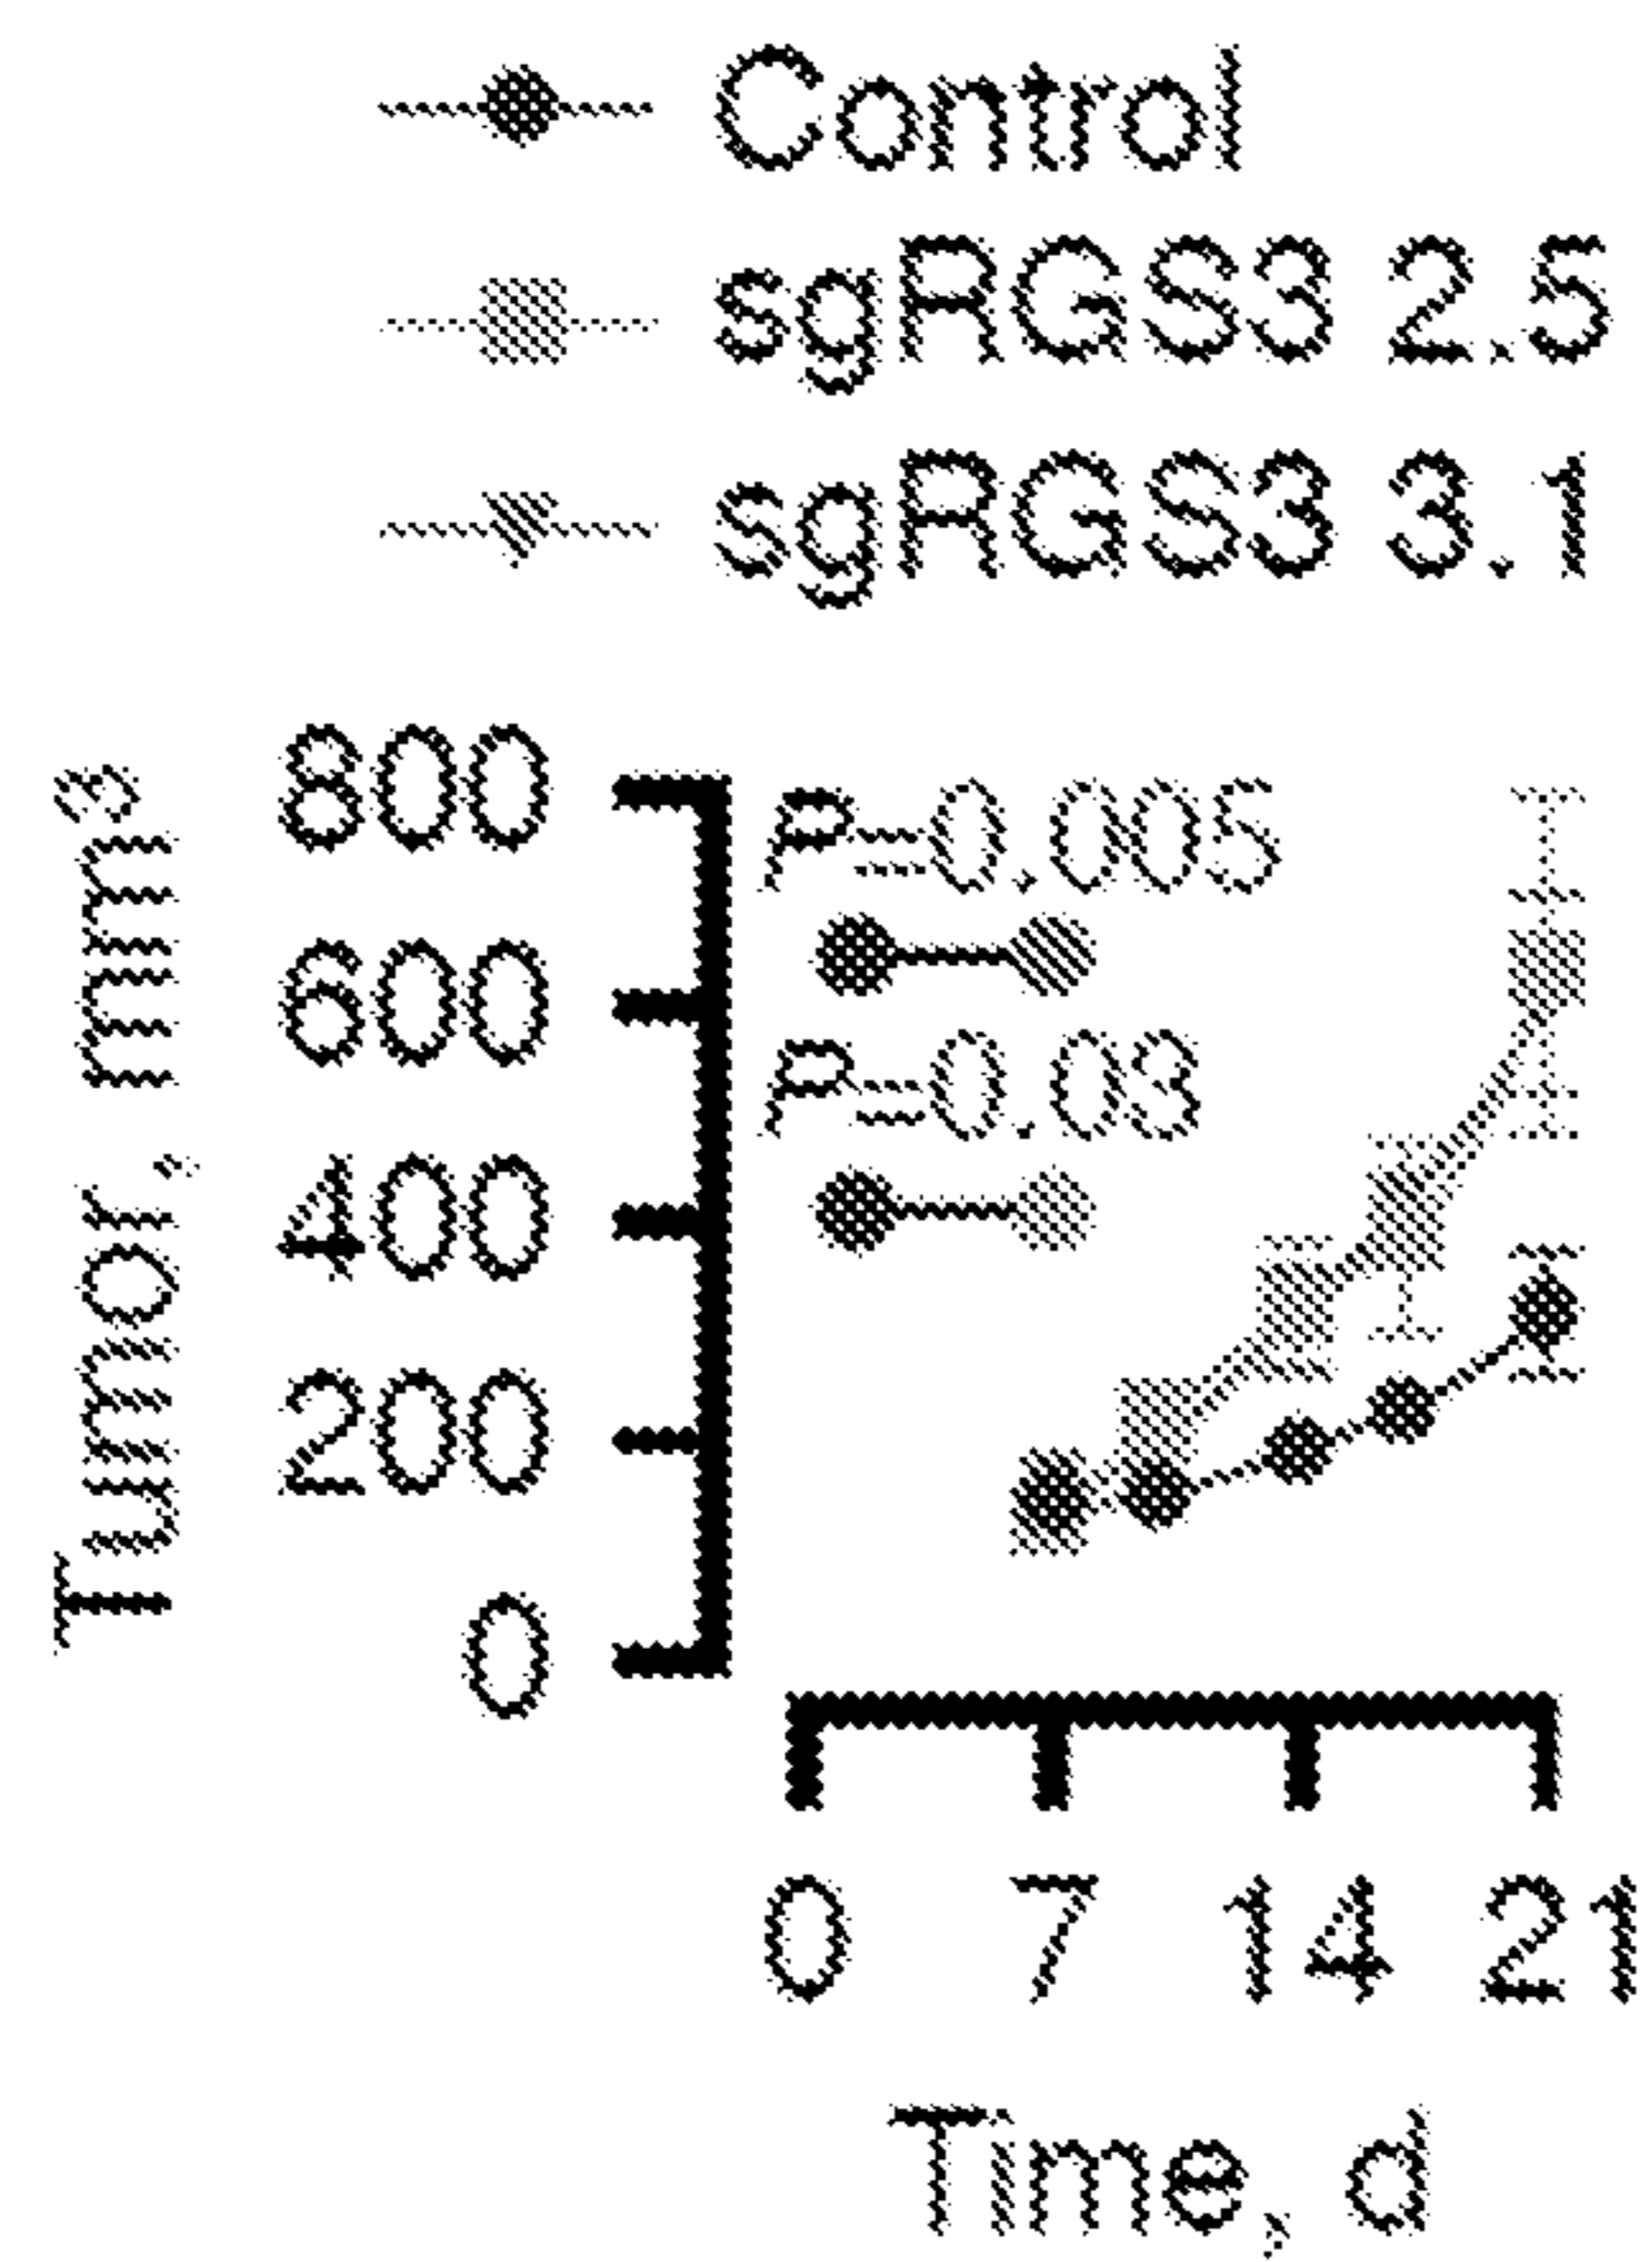 Control
sgRGS3 2.5
sgRGS3 3.1
Tumor, mm³
800
600
400
200
0
P=0.005
P=0.03
0 7 14 21
Time, d